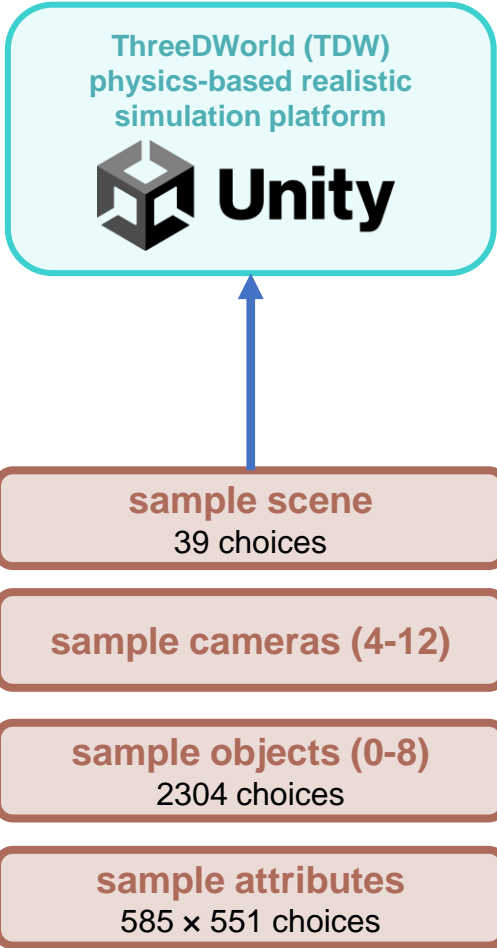 ThreeDWorld (TDW)
physics-based realistic
simulation platform
Unity
sample scene
39 choices
sample cameras (4-12)
sample objects (0-8)
2304 choices
sample attributes
585 × 551 choices